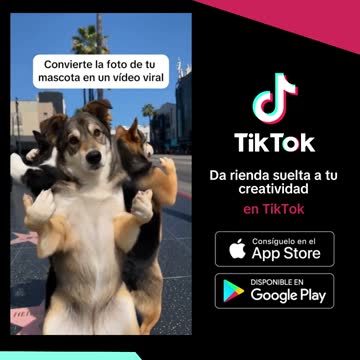 Convierte la foto de tu
mascota en un vídeo viral
TikTok
Da rienda suelta a tu
creatividad
en TikTok
Consíguelo en el
App Store
DISPONIBLE EN
Google Play